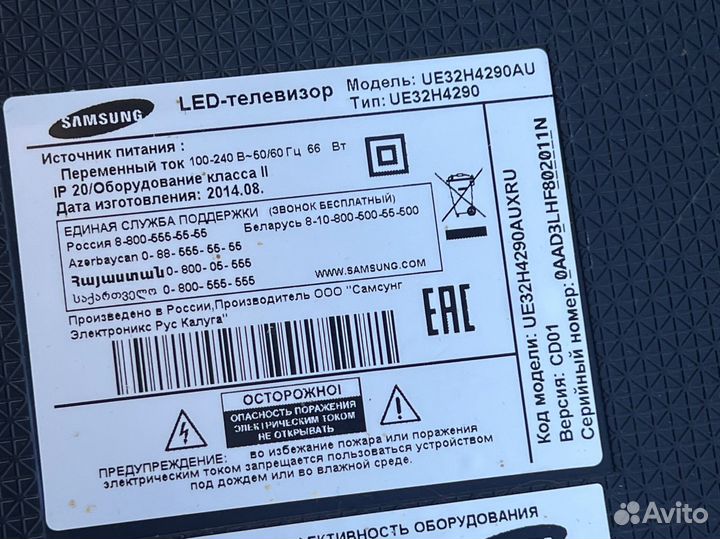 SAMSUNG
LED-телевизор
Модель: UE32H4290AU
Тип: UE32H4290
Источник питания :
Переменный ток 100-240 В~50/60 Гц 66 Вт
IP 20/Оборудование класса II
Дата изготовления: 2014.08.
ЕДИНАЯ СЛУЖБА ПОДДЕРЖКИ (ЗВОНОК БЕСПЛАТНЫЙ)
Россия 8-800-555-55-55 Беларусь 8-10-800-500-55-500
Azərbaycan 0-88-555-55-55
Հայաստան 0-800-05-555
საქართველო 0-800-555-555
WWW.SAMSUNG.COM
Произведено в России,Производитель ООО "Самсунг
Электроникс Рус Калуга"
EAC
ОСТОРОЖНО!
ОПАСНОСТЬ ПОРАЖЕНИЯ
ЭЛЕКТРИЧЕСКИМ ТОКОМ
НЕ ОТКРЫВАТЬ
ПРЕДУПРЕЖДЕНИЕ: во избежание пожара или поражения
электрическим током запрещается пользоваться устройством
под дождем или во влажной среде.
Код модели: UE32H4290AUXRU
Версия: CD01
Серийный номер: 0AAD3LHF802011N
ЕКТИВНОСТЬ ОБОРУДОВАНИЯ
Avito